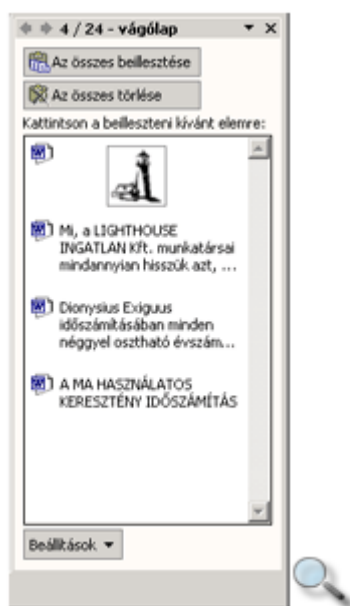 4 / 24 - vágólap
Az összes beillesztése
Az összes törlése
Kattintson a beilleszteni kívánt elemre:
Mi, a LIGHTHOUSE
INGATLAN Kft. munkatársai
mindannyian hisszük azt, ...
Dionysius Exiguus
időszámításában minden
néggyel osztható évszám...
A MA HASZNÁLATOS
KERESZTÉNY IDŐSZÁMÍTÁS
Beállítások